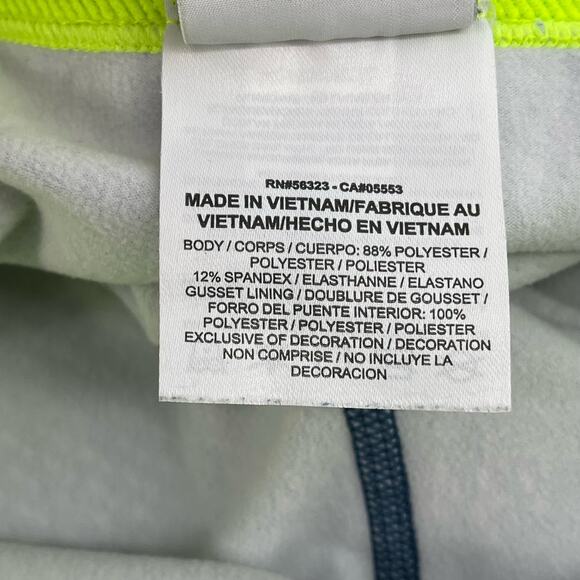 RN#56323 - CA#05553
MADE IN VIETNAM/FABRIQUE AU
VIETNAM/HECHO EN VIETNAM
BODY / CORPS / CUERPO: 88% POLYESTER /
POLYESTER / POLIESTER
12% SPANDEX / ELASTHANNE / ELASTANO
GUSSET LINING / DOUBLURE DE GOUSSET /
FORRO DEL PUENTE INTERIOR: 100%
POLYESTER / POLYESTER / POLIESTER
EXCLUSIVE OF DECORATION / DECORATION
NON COMPRISE / NO INCLUYE LA
DECORACION